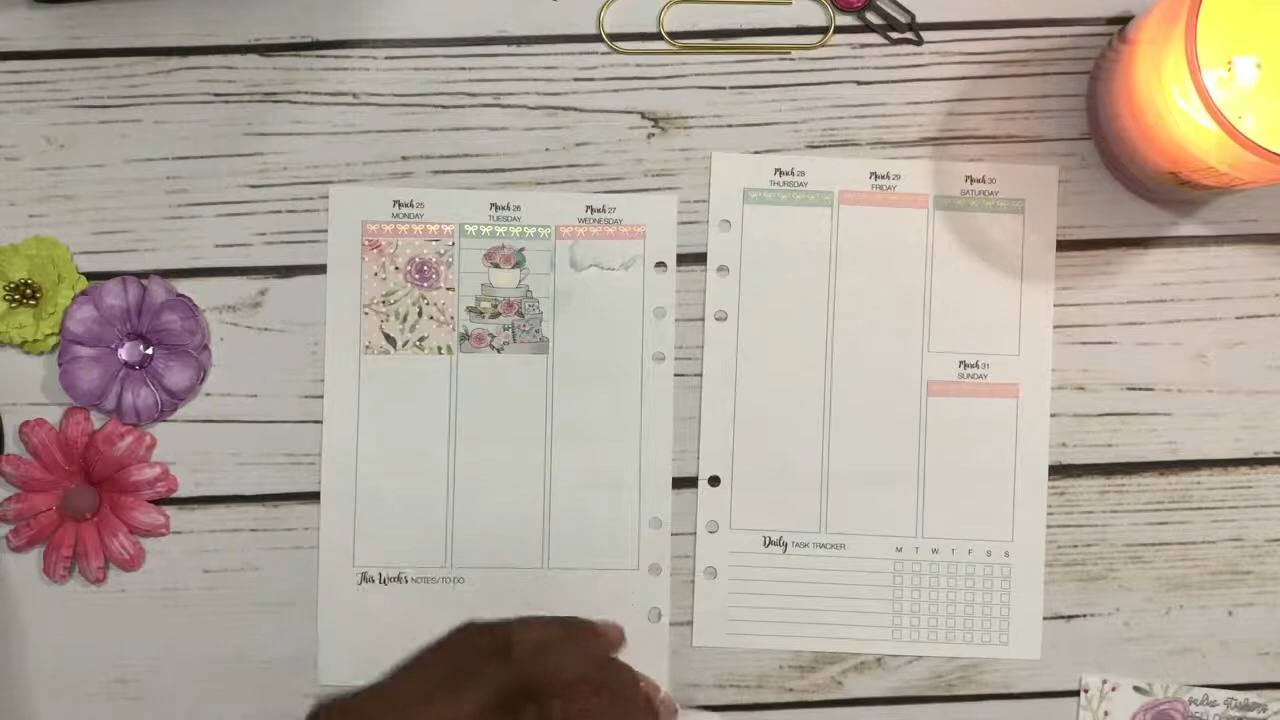 March 25
MONDAY
March 26
TUESDAY
March 27
WEDNESDAY
This Weeks NOTES/TO DO
March 28
THURSDAY
March 29
FRIDAY
March 30
SATURDAY
March 31
SUNDAY
Daily TASK TRACKER
M T W T F S S